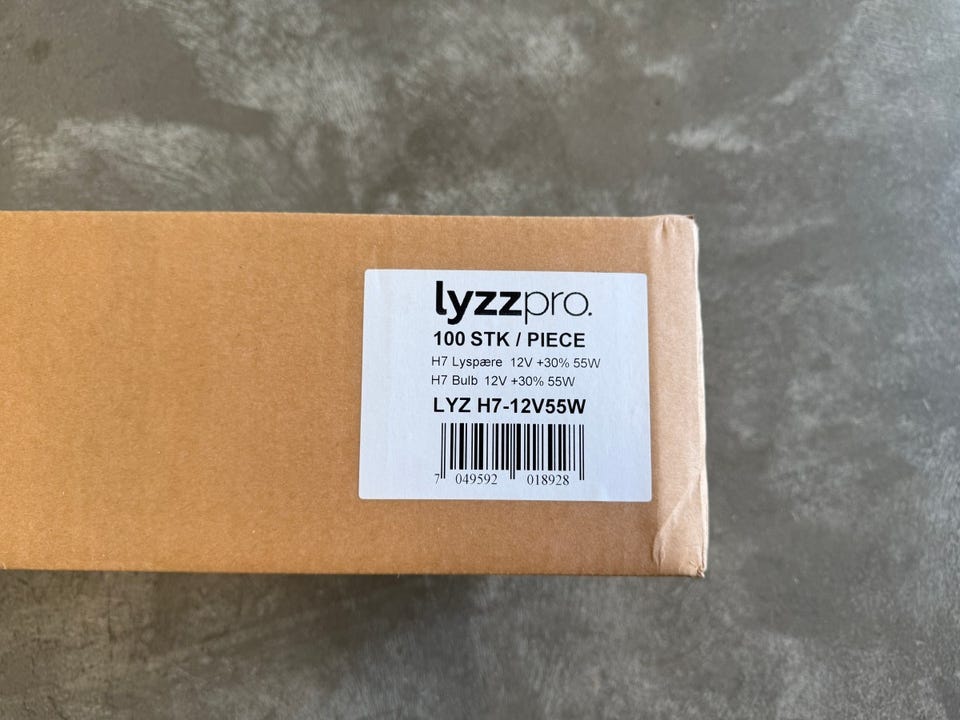 lyzzpro.
100 STK / PIECE
H7 Lyspære 12V +30% 55W
H7 Bulb 12V +30% 55W
LYZ H7-12V55W
7 049592 018928